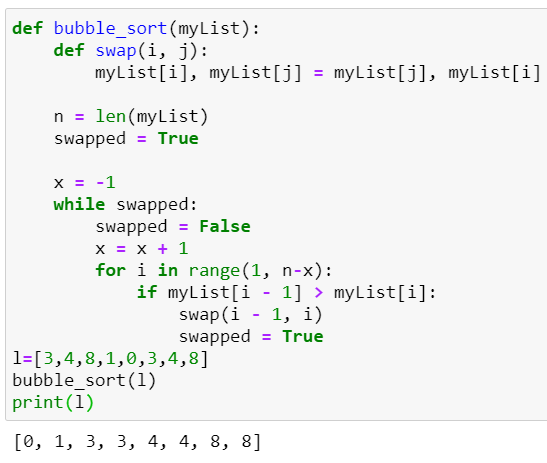 def bubble_sort(myList):
    def swap(i, j):
        myList[i], myList[j] = myList[j], myList[i]
    n = len(myList)
    swapped = True
    x = -1
    while swapped:
        swapped = False
        x = x + 1
        for i in range(1, n-x):
            if myList[i - 1] > myList[i]:
                swap(i - 1, i)
                swapped = True
l=[3,4,8,1,0,3,4,8]
bubble_sort(l)
print(l)
[0, 1, 3, 3, 4, 4, 8, 8]